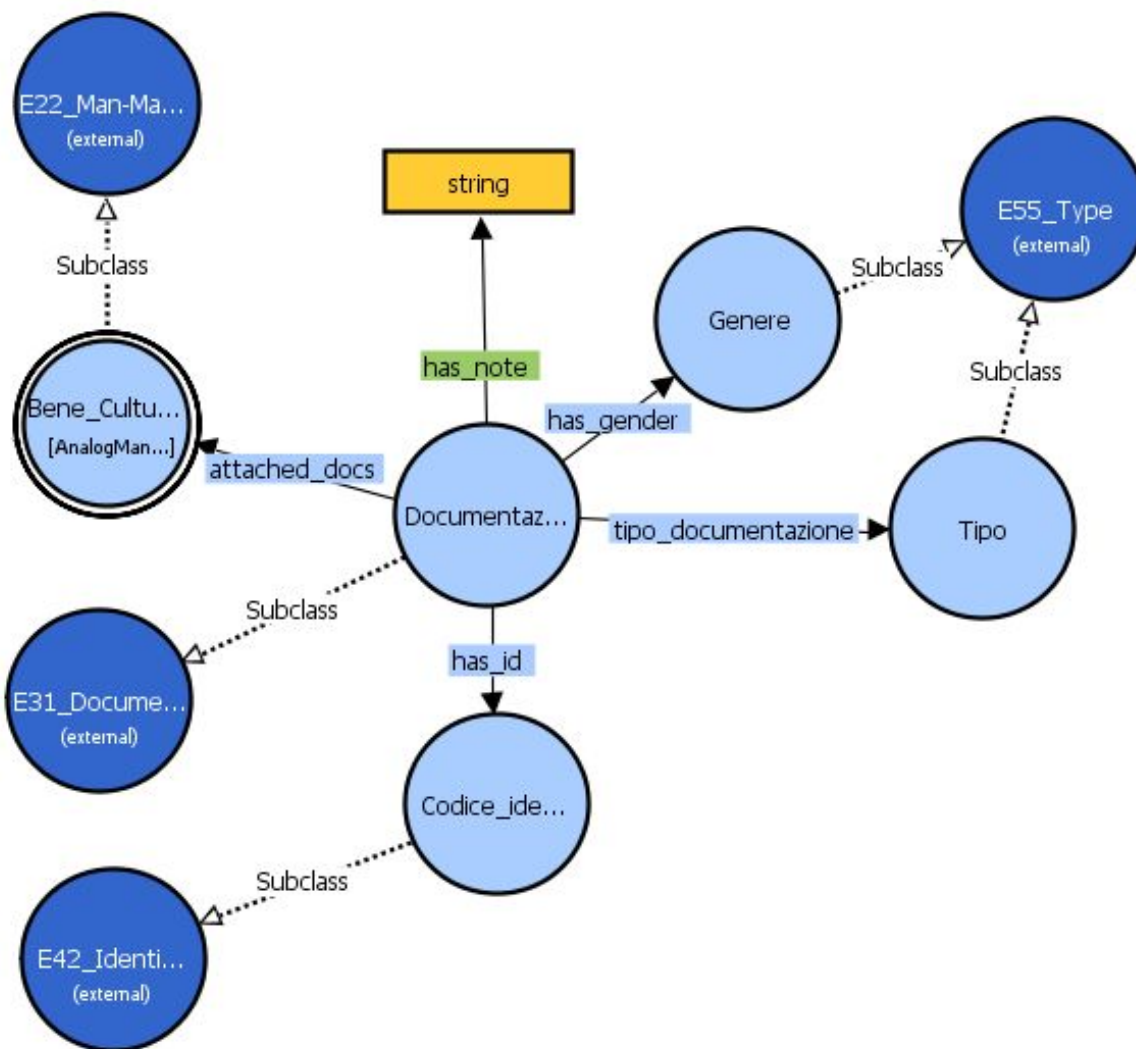 E22_Man-Ma...
(external)
string
E55_Type
(external)
Subclass
Subclass
Genere
has_note
Subclass
Bene_Cultu...
[AnalogMan...]
has_gender
attached_docs
Documentaz...
tipo_documentazione
Tipo
Subclass
has_id
E31_Docume...
(external)
Codice_ide...
Subclass
E42_Identi...
(external)